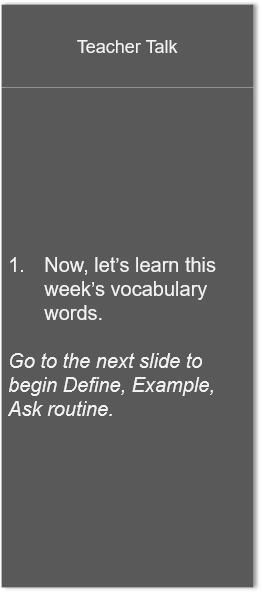 Teacher Talk
1. Now, let’s learn this
week’s vocabulary
words.
Go to the next slide to
begin Define, Example,
Ask routine.